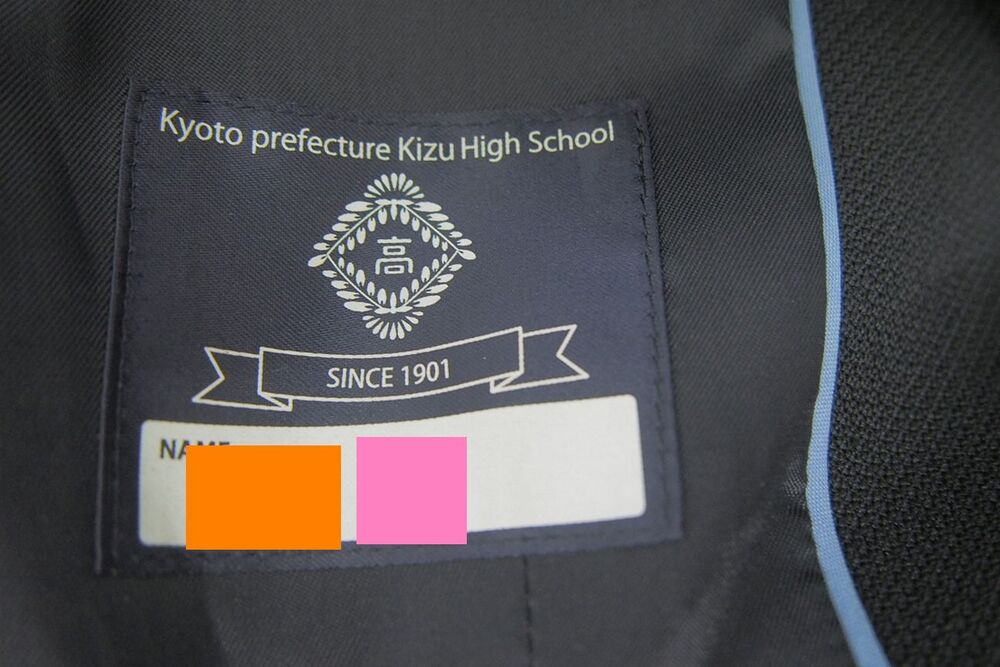 Kyoto prefecture Kizu High School
高
SINCE 1901
NAME